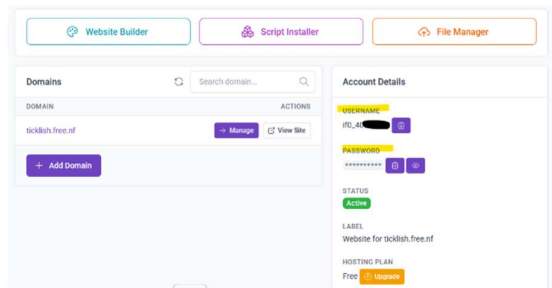 Website Builder
Script Installer
File Manager
Domains
Search domain...
DOMAIN
ACTIONS
ticklish.free.nf
Manage
View Site
+ Add Domain
Account Details
USERNAME
if0_40
PASSWORD
**********
STATUS
Active
LABEL
Website for ticklish.free.nf
HOSTING PLAN
Free Upgrade